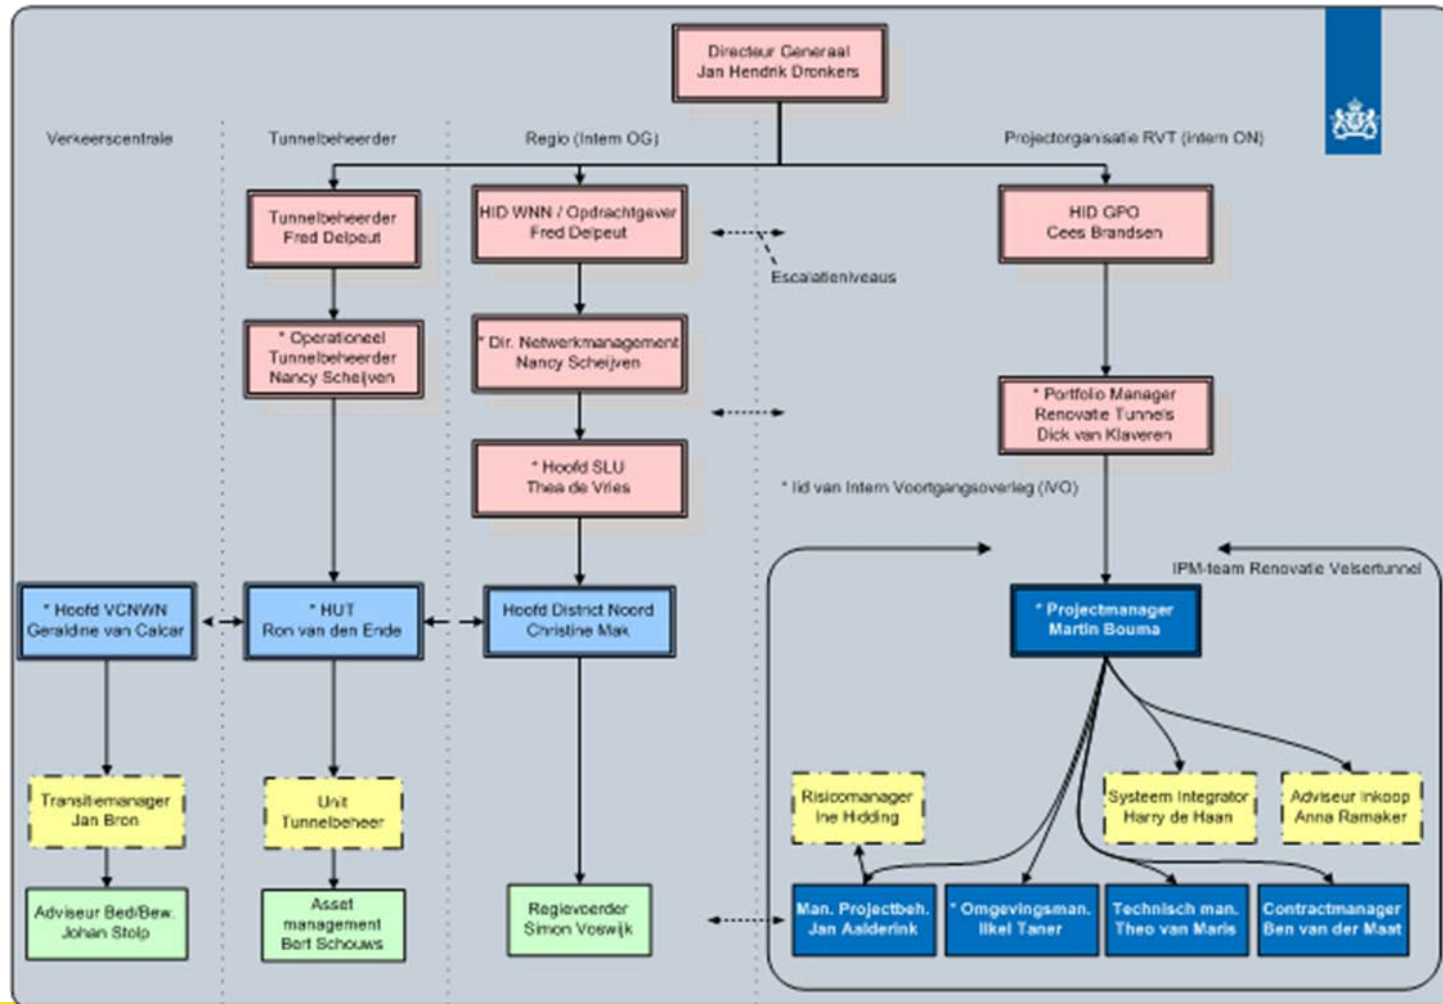 Directeur Generaal
Jan Hendrik Dronkers
Verkeerscentrale
Tunnelbeheerder
Regio (Intern OG)
Projectorganisatie RVT (intern ON)
Tunnelbeheerder
Fred Delpeut
HID WNN / Opdrachtgever
Fred Delpeut
HID GPO
Cees Brandsen
Escalatieniveaus
* Operationeel
Tunnelbeheerder
Nancy Scheijven
* Dir. Netwerkmanagement
Nancy Scheijven
* Portfolio Manager
Renovatie Tunnels
Dick van Klaveren
* Hoofd SLU
Thea de Vries
* lid van Intern Voortgangsoverleg (IVO)
IPM-team Renovatie Velsertunnel
* Hoofd VCNWN
Geraldine van Calcar
* HUT
Ron van den Ende
Hoofd District Noord
Christine Mak
* Projectmanager
Martin Bouma
Transitiemanager
Jan Bron
Unit
Tunnelbeheer
Risicomanager
Ine Hidding
Systeem Integrator
Harry de Haan
Adviseur Inkoop
Anna Ramaker
Adviseur Bed/Bew.
Johan Stolp
Asset
management
Bert Schouws
Regievoerder
Simon Voswijk
Man. Projectbeh.
Jan Aalderink
* Omgevingsman.
Ilkel Taner
Technisch man.
Theo van Maris
Contractmanager
Ben van der Maat